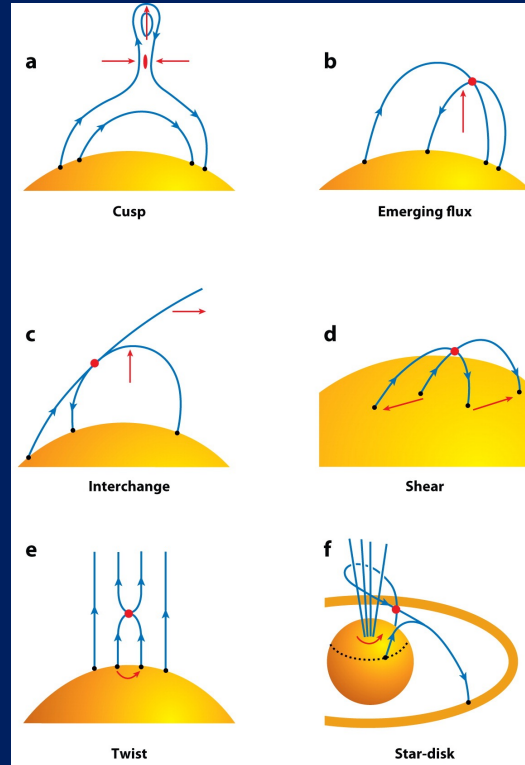 a
b
Cusp
Emerging flux
c
d
Interchange
Shear
e
f
Twist
Star-disk